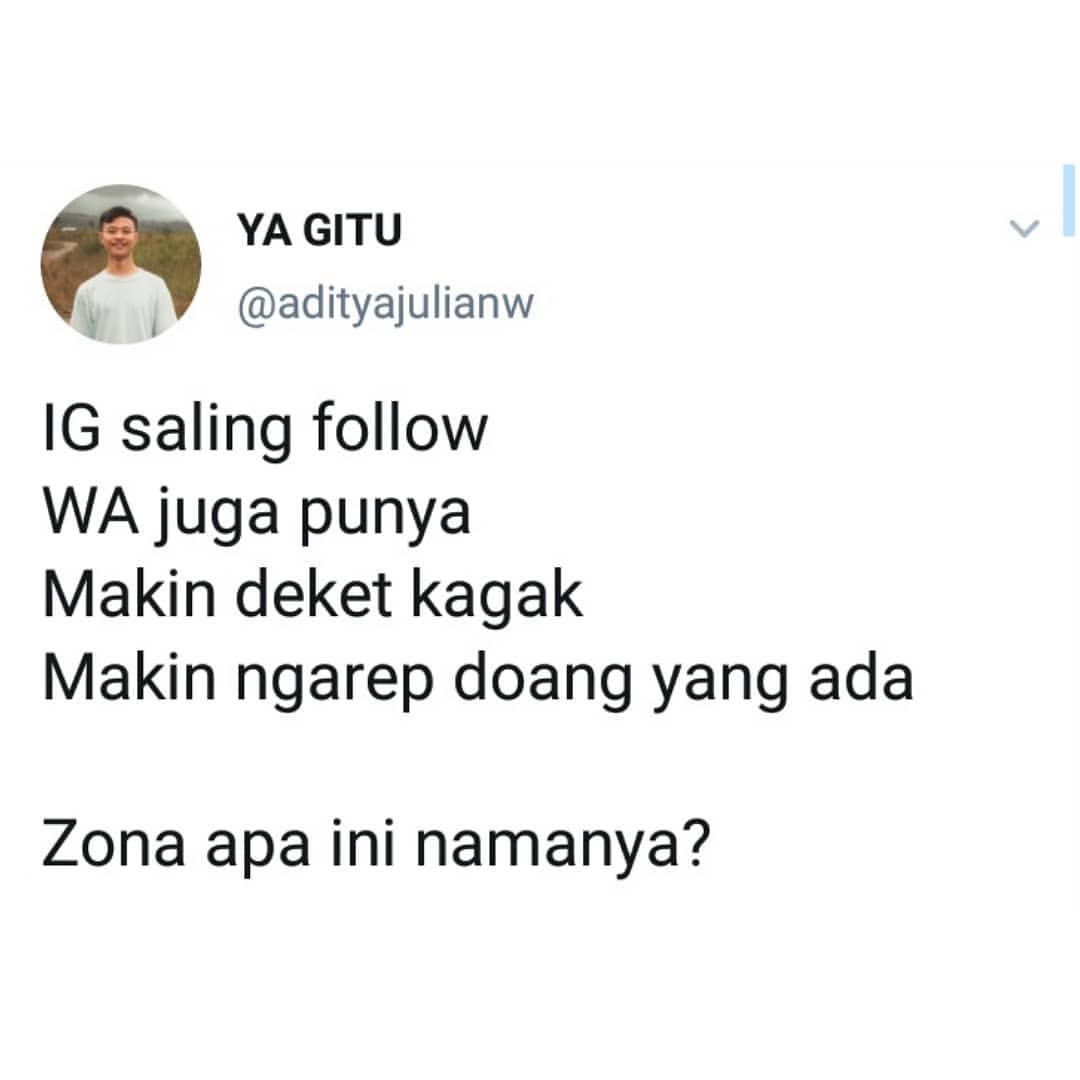 YA GITU
@adityajulianw
IG saling follow
WA juga punya
Makin deket kagak
Makin ngarep doang yang ada
Zona apa ini namanya?